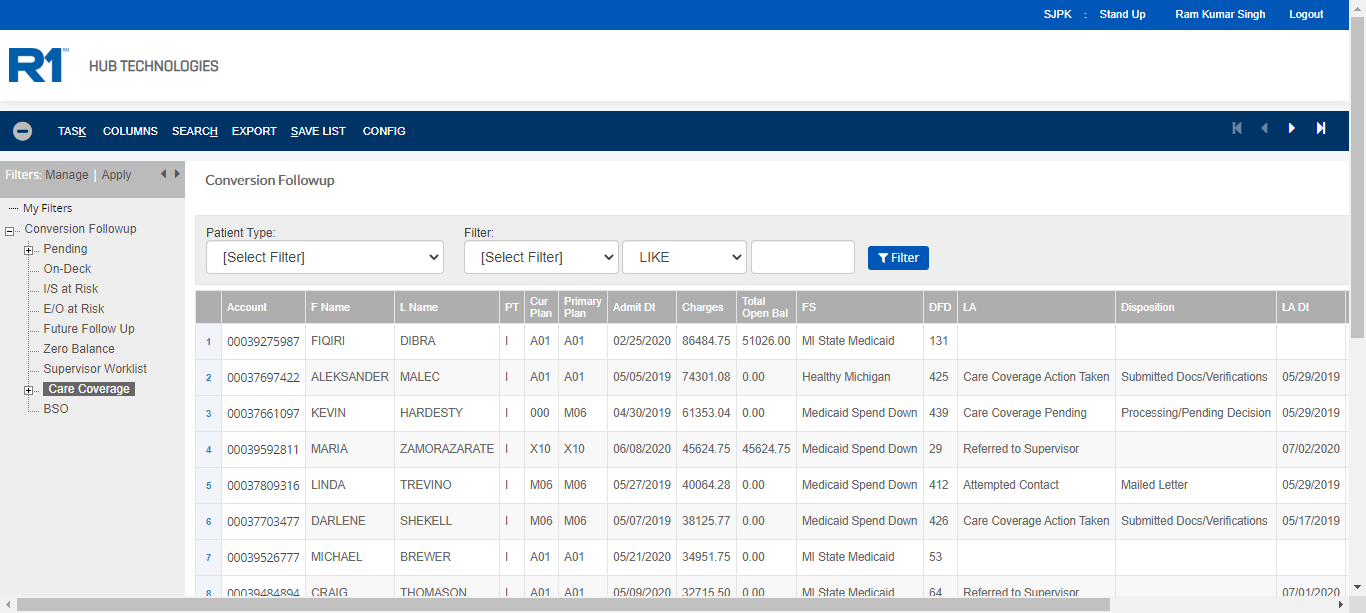 SJPK : Stand Up Ram Kumar Singh Logout
R1 SM HUB TECHNOLOGIES
TASK COLUMNS SEARCH EXPORT SAVE LIST CONFIG
Filters: Manage | Apply
My Filters
Conversion Followup
Pending
On-Deck
I/S at Risk
E/O at Risk
Future Follow Up
Zero Balance
Supervisor Worklist
Care Coverage
BSO
Conversion Followup
Patient Type: Filter:
[Select Filter] [Select Filter] LIKE Filter
Account F Name L Name PT Cur Plan Primary Plan Admit Dt Charges Total Open Bal FS DFD LA Disposition LA Dt
1 00039275987 FIQIRI DIBRA I A01 A01 02/25/2020 86484.75 51026.00 MI State Medicaid 131
2 00037697422 ALEKSANDER MALEC I A01 A01 05/05/2019 74301.08 0.00 Healthy Michigan 425 Care Coverage Action Taken Submitted Docs/Verifications 05/29/2019
3 00037661097 KEVIN HARDESTY I 000 M06 04/30/2019 61353.04 0.00 Medicaid Spend Down 439 Care Coverage Pending Processing/Pending Decision 05/29/2019
4 00039592811 MARIA ZAMORAZARATE I X10 X10 06/08/2020 45624.75 45624.75 Medicaid Spend Down 29 Referred to Supervisor 07/02/2020
5 00037809316 LINDA TREVINO I M06 M06 05/27/2019 40064.28 0.00 Medicaid Spend Down 412 Attempted Contact Mailed Letter 05/29/2019
6 00037703477 DARLENE SHEKELL I M06 M06 05/07/2019 38125.77 0.00 Medicaid Spend Down 426 Care Coverage Action Taken Submitted Docs/Verifications 05/17/2019
7 00039526777 MICHAEL BREWER I A01 A01 05/21/2020 34951.75 0.00 MI State Medicaid 53
8 00039484894 CRAIG THOMASON I A01 A01 05/09/2020 32715.50 0.00 MI State Medicaid 64 Referred to Supervisor 07/01/2020